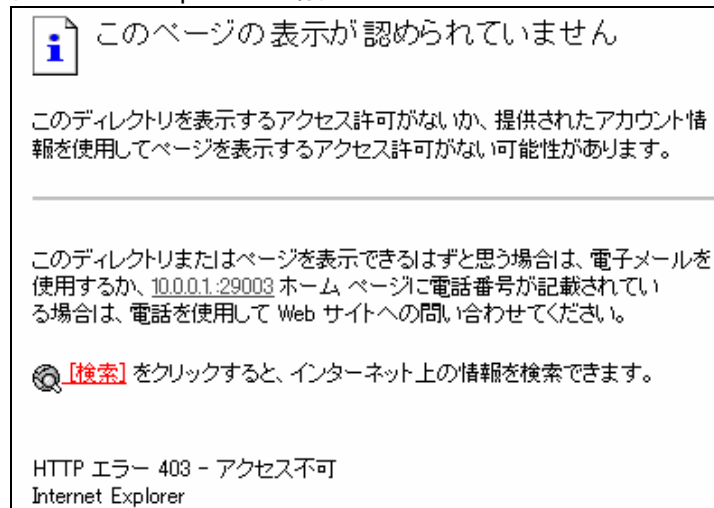 このページの表示が認められていません
このディレクトリを表示するアクセス許可がないか、提供されたアカウント情
報を使用してページを表示するアクセス許可がない可能性があります。
このディレクトリまたはページを表示できるはずと思う場合は、電子メールを
使用するか、10.0.0.1:29003 ホーム ページに電話番号が記載されてい
る場合は、電話を使用して Web サイトへの問い合わせてください。
[検索] をクリックすると、インターネット上の情報を検索できます。
HTTP エラー 403 - アクセス不可
Internet Explorer